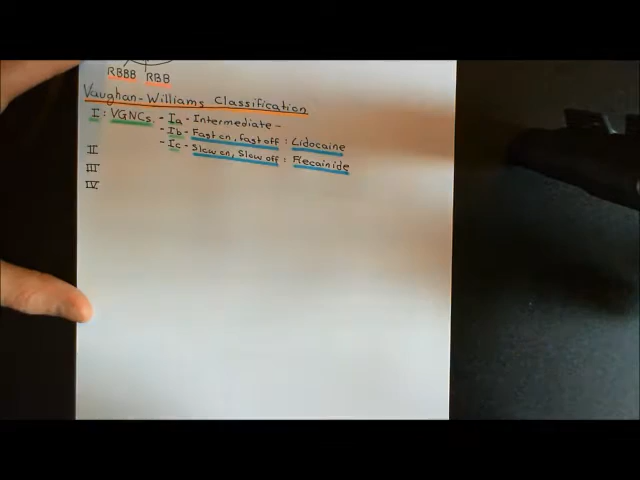 RBBB RBB
Vaughan-Williams Classification
I: VGNCs - Ia - Intermediate -
- Ib - Fast on, fast off : Lidocaine
- Ic - Slow on, Slow off : Flecainide
II
III
IV